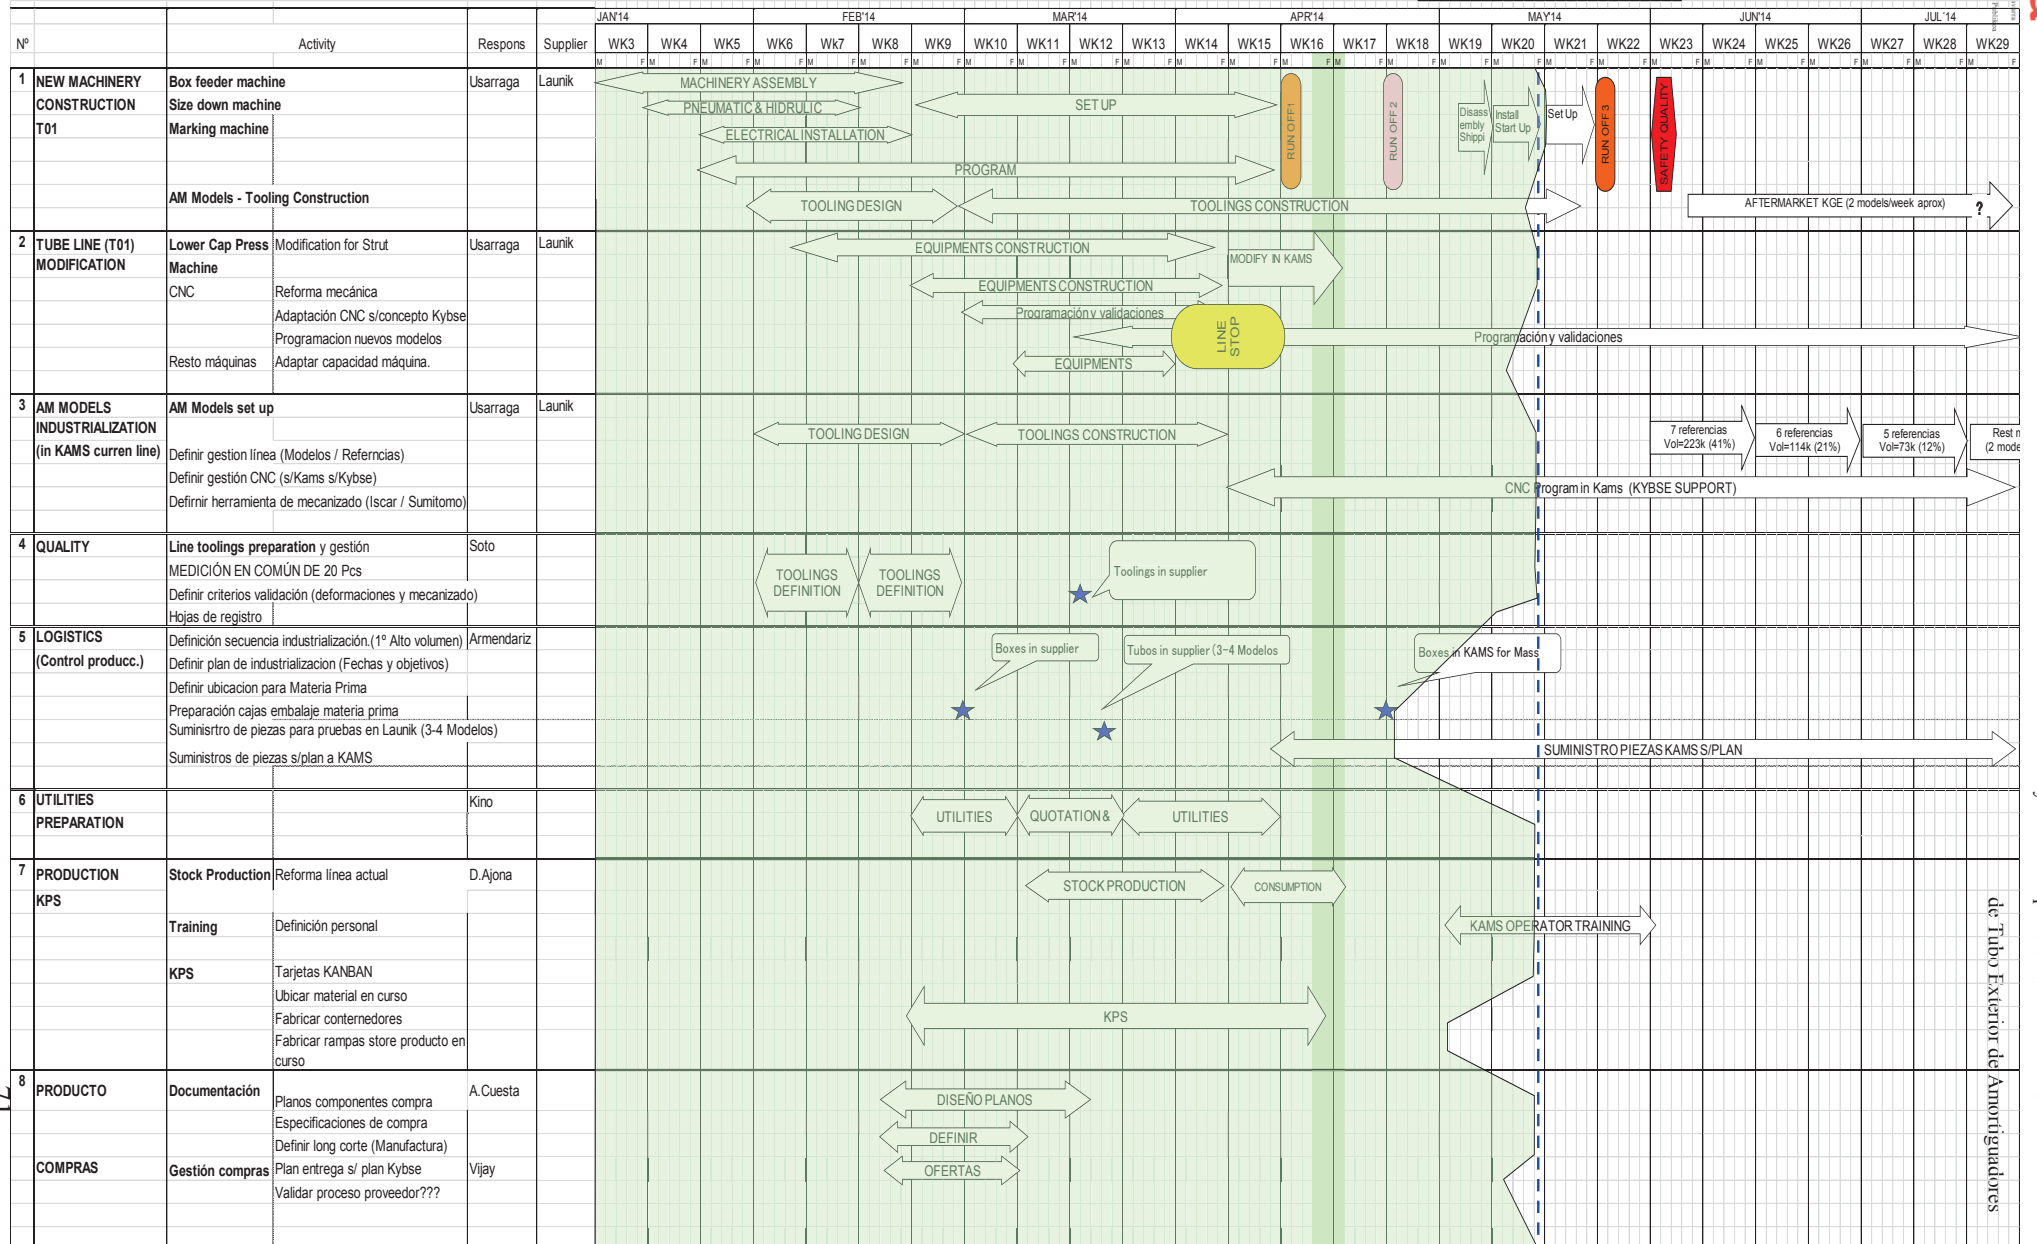 JAN'14 FEB'14 MAR'14 APR'14 MAY'14 JUN'14 JUL´14
Nº Activity Respons Supplier WK3 WK4 WK5 WK6 Wk7 WK8 WK9 WK10 WK11 WK12 WK13 WK14 WK15 WK16 WK17 WK18 WK19 WK20 WK21 WK22 WK23 WK24 WK25 WK26 WK27 WK28 WK29
M F M F M F M F M F M F M F M F M F M F M F M F M F M F M F M F M F M F M F M F M F M F M F M F M F M F M F
1 NEW MACHINERY Box feeder machine Usarraga Launik MACHINERY ASSEMBLY
CONSTRUCTION Size down machine PNEUMATIC & HIDRULIC SET UP
T01 Marking machine ELECTRICAL INSTALLATION
RUN OFF1
RUN OFF 2
Disass
embly
Shippi
Install
Start Up
Set Up
RUN OFF 3
SAFETY QUALITY
PROGRAM
AM Models - Tooling Construction TOOLING DESIGN TOOLINGS CONSTRUCTION AFTERMARKET KGE (2 models/week aprox) ?
2 TUBE LINE (T01) Lower Cap Press Modification for Strut Usarraga Launik EQUIPMENTS CONSTRUCTION
MODIFICATION Machine MODIFY IN KAMS
CNC Reforma mecánica EQUIPMENTS CONSTRUCTION
Adaptación CNC s/concepto Kybse Programación y validaciones
Programacion nuevos modelos LINE STOP Programación y validaciones
Resto máquinas Adaptar capacidad máquina. EQUIPMENTS
3 AM MODELS AM Models set up Usarraga Launik
INDUSTRIALIZATION TOOLING DESIGN TOOLINGS CONSTRUCTION
(in KAMS curren line) Definir gestion línea (Modelos / Referncias)
7 referencias
Vol=223k (41%)
6 referencias
Vol=114k (21%)
5 referencias
Vol=73k (12%)
Rest
(2 mode
Definir gestión CNC (s/Kams s/Kybse)
CNC Program in Kams (KYBSE SUPPORT)
Defirnir herramienta de mecanizado (Iscar / Sumitomo)
4 QUALITY Line toolings preparation y gestión Soto
MEDICIÓN EN COMÚN DE 20 Pcs
TOOLINGS
DEFINITION
TOOLINGS
DEFINITION
Toolings in supplier
Definir criterios validación (deformaciones y mecanizado)
Hojas de registro
5 LOGISTICS Definición secuencia industrialización.(1º Alto volumen) Armendariz
(Control producc.) Definir plan de industrializacion (Fechas y objetivos)
Boxes in supplier
Tubos in supplier (3-4 Modelos
Boxes in KAMS for Mass
Definir ubicacion para Materia Prima
Preparación cajas embalaje materia prima
Suminisrtro de piezas para pruebas en Launik (3-4 Modelos)
Suministros de piezas s/plan a KAMS SUMINISTRO PIEZAS KAMS S/PLAN
6 UTILITIES Kino
PREPARATION UTILITIES QUOTATION & UTILITIES
7 PRODUCTION Stock Production Reforma línea actual D.Ajona STOCK PRODUCTION CONSUMPTION
KPS
Training Definición personal KAMS OPERATOR TRAINING
KPS Tarjetas KANBAN
Ubicar material en curso
Fabricar conternedores KPS
Fabricar rampas store producto en
curso
8 PRODUCTO Documentación A.Cuesta
Planos componentes compra DISEÑO PLANOS
Especificaciones de compra
Definir long corte (Manufactura) DEFINIR
COMPRAS Gestión compras Plan entrega s/ plan Kybse Vijay OFERTAS
Validar proceso proveedor???
de Tubo Exterior de Amortiguadores